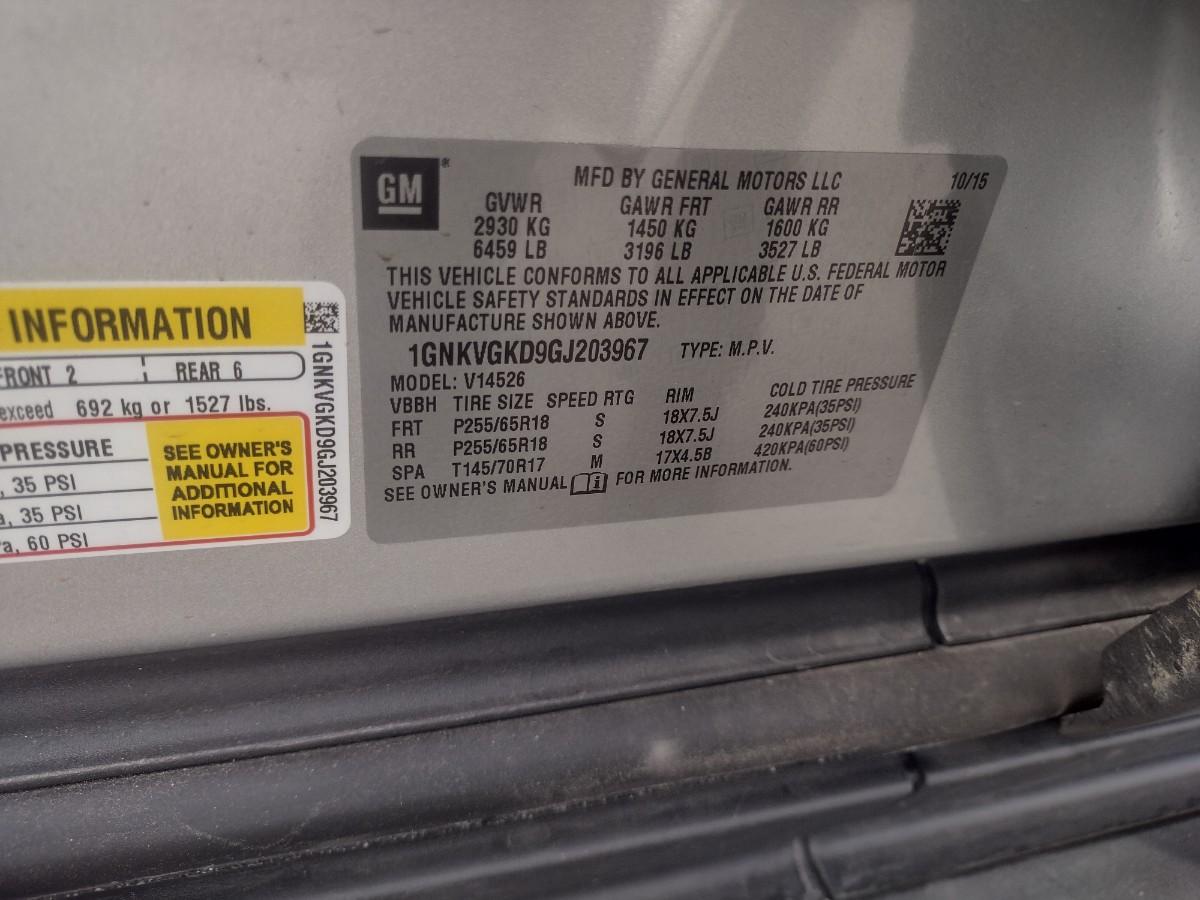 INFORMATION
FRONT 2 REAR 6
exceed 692 kg or 1527 lbs.
PRESSURE
, 35 PSI
a, 35 PSI
a, 60 PSI
SEE OWNER'S
MANUAL FOR
ADDITIONAL
INFORMATION
1GNKVGKD9GJ203967
GM ®
MFD BY GENERAL MOTORS LLC 10/15
GVWR GAWR FRT GAWR RR
2930 KG 1450 KG 1600 KG
6459 LB 3196 LB 3527 LB
THIS VEHICLE CONFORMS TO ALL APPLICABLE U.S. FEDERAL MOTOR
VEHICLE SAFETY STANDARDS IN EFFECT ON THE DATE OF
MANUFACTURE SHOWN ABOVE.
1GNKVGKD9GJ203967 TYPE: M.P.V.
MODEL: V14526
VBBH TIRE SIZE SPEED RTG RIM COLD TIRE PRESSURE
FRT P255/65R18 S 18X7.5J 240KPA(35PSI)
RR P255/65R18 S 18X7.5J 240KPA(35PSI)
SPA T145/70R17 M 17X4.5B 420KPA(60PSI)
SEE OWNER'S MANUAL FOR MORE INFORMATION.